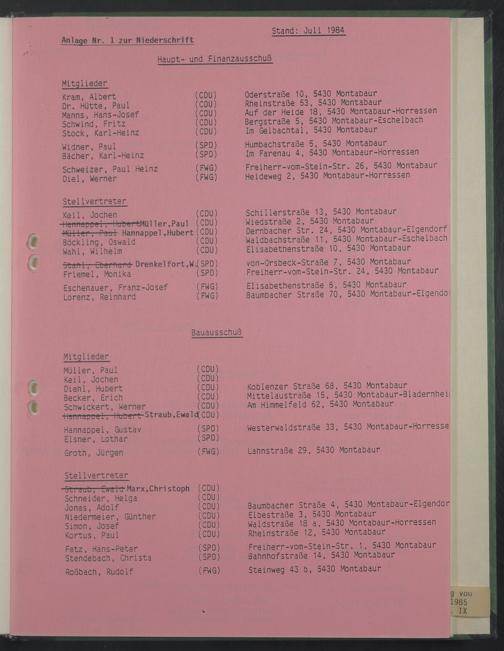 Stand: Juli 1984
Anlage Nr. 1 zur Niederschrift
Haupt- und Finanzausschuß
Mitglieder
Kram, Albert (CDU) Oderstraße 10, 5430 Montabaur
Dr. Hütte, Paul (CDU) Rheinstraße 53, 5430 Montabaur
Manns, Hans-Josef (CDU) Auf der Heide 18, 5430 Montabaur-Horressen
Schwind, Fritz (CDU) Bergstraße 5, 5430 Montabaur-Eschelbach
Stock, Karl-Heinz (CDU) Im Gelbachtal, 5430 Montabaur
Widner, Paul (SPD) Humbachstraße 5, 5430 Montabaur
Bächer, Karl-Heinz (SPD) Im Farenau 4, 5430 Montabaur-Horressen
Schweizer, Paul Heinz (FWG) Freiherr-vom-Stein-Str. 26, 5430 Montabaur
Diel, Werner (FWG) Heideweg 2, 5430 Montabaur-Horressen
Stellvertreter
Kail, Jochen (CDU) Schillerstraße 13, 5430 Montabaur
Hannappel, Hubert Müller,Paul (CDU) Wiedstraße 2, 5430 Montabaur
Müller, Paul Hannappel,Hubert (CDU) Dernbacher Str. 24, 5430 Montabaur-Elgendorf
Böckling, Oswald (CDU) Waldbachstraße 11, 5430 Montabaur-Eschelbach
Wahl, Wilhelm (CDU) Elisabethenstraße 10, 5430 Montabaur
Stahl, Eberhard Drenkelfort,W. (SPD) von-Orsbeck-Straße 7, 5430 Montabaur
Friemel, Monika (SPD) Freiherr-vom-Stein-Str. 24, 5430 Montabaur
Eschenauer, Franz-Josef (FWG) Elisabethenstraße 6, 5430 Montabaur
Lorenz, Reinhard (FWG) Baumbacher Straße 70, 5430 Montabaur-Elgendo
Bauausschuß
Mitglieder
Müller, Paul (CDU)
Kail, Jochen (CDU)
Diehl, Hubert (CDU) Koblenzer Straße 68, 5430 Montabaur
Becker, Erich (CDU) Mittelaustraße 15, 5430 Montabaur-Bladernhei
Schwickert, Werner (CDU) Am Himmelfeld 62, 5430 Montabaur
Hannappel, Hubert Straub,Ewald (CDU)
Hannappel, Gustav (SPD) Westerwaldstraße 33, 5430 Montabaur-Horresse
Elsner, Lothar (SPD)
Groth, Jürgen (FWG) Lahnstraße 29, 5430 Montabaur
Stellvertreter
Straub, Ewald Marx,Christoph (CDU)
Schneider, Helga (CDU)
Jonas, Adolf (CDU) Baumbacher Straße 4, 5430 Montabaur-Elgendor
Niedermeier, Günther (CDU) Elbestraße 3, 5430 Montabaur
Simon, Josef (CDU) Waldstraße 18 a, 5430 Montabaur-Horressen
Kortus, Paul (CDU) Rheinstraße 12, 5430 Montabaur
Fetz, Hans-Peter (SPD) Freiherr-vom-Stein-Str. 1, 5430 Montabaur
Stendebach, Christa (SPD) Bahnhofstraße 14, 5430 Montabaur
Roßbach, Rudolf (FWG) Steinweg 43 b, 5430 Montabaur
g vou
1985
IX